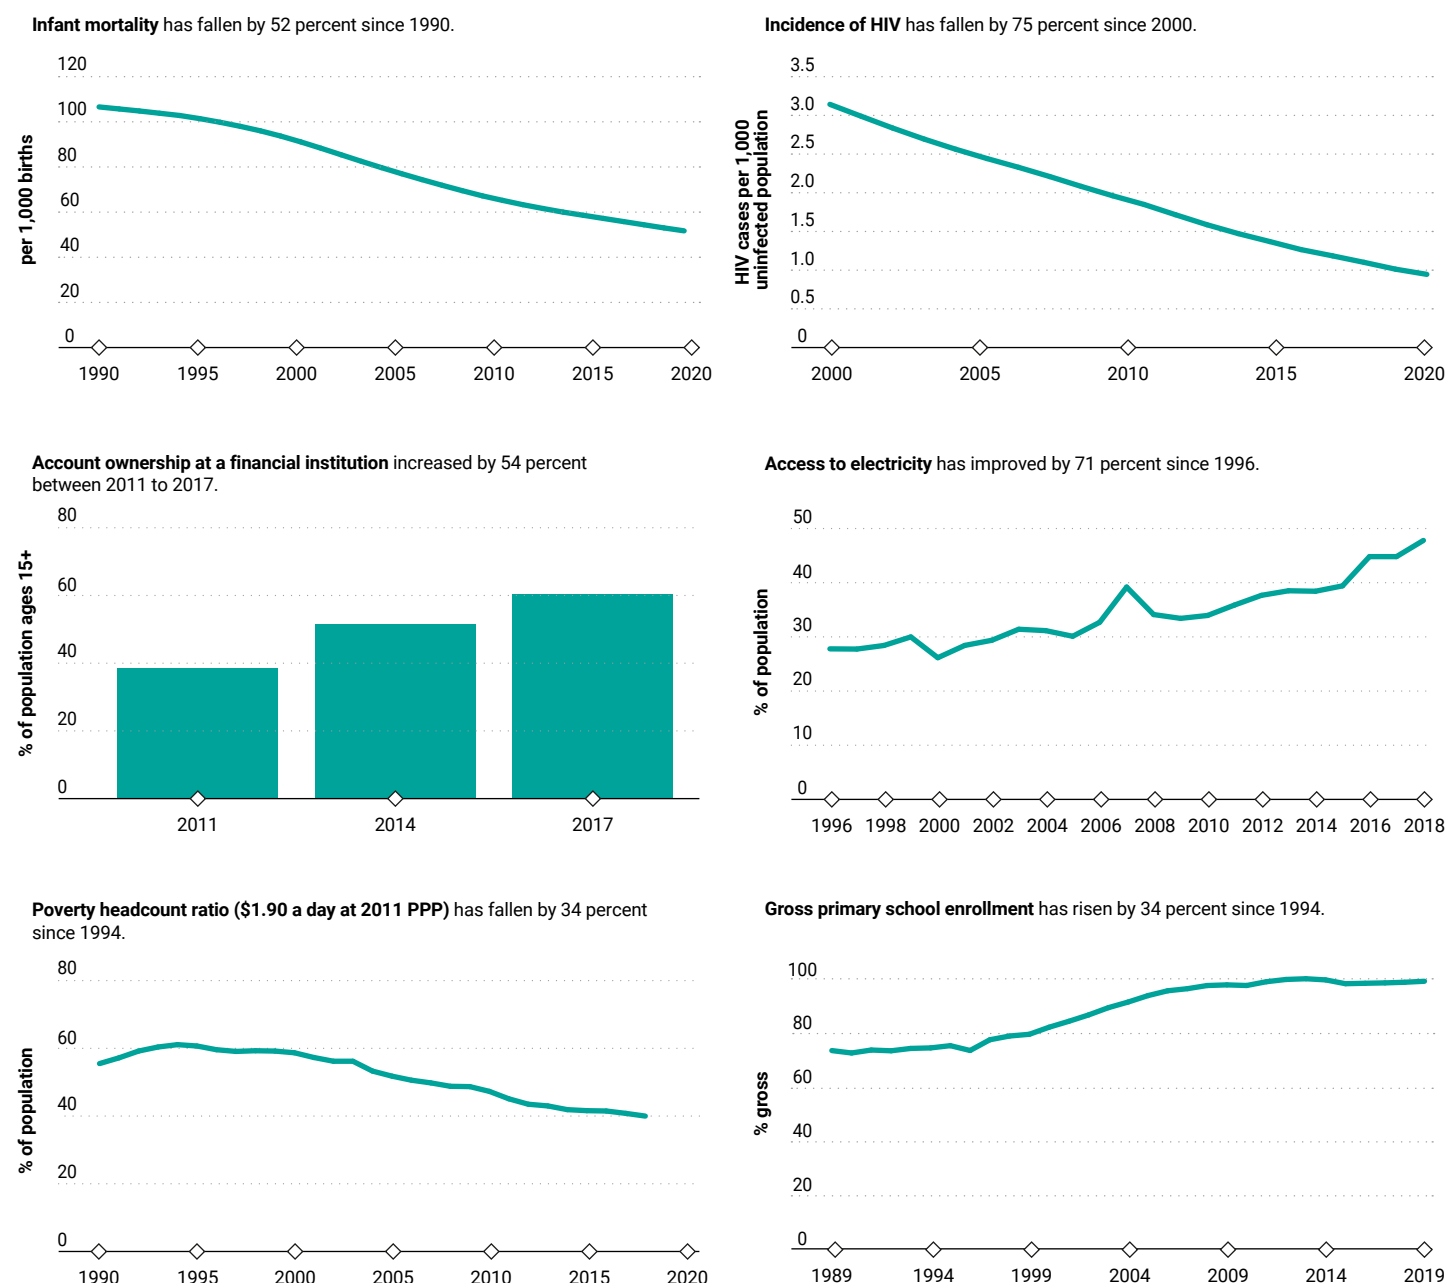 Infant mortality has fallen by 52 percent since 1990.
120
100
80
60
40
20
0
per 1,000 births
1990 1995 2000 2005 2010 2015 2020
Incidence of HIV has fallen by 75 percent since 2000.
3.5
3.0
2.5
2.0
1.5
1.0
0.5
0
HIV cases per 1,000
uninfected population
2000 2005 2010 2015 2020
Account ownership at a financial institution increased by 54 percent
between 2011 to 2017.
80
60
40
20
0
% of population ages 15+
2011 2014 2017
Access to electricity has improved by 71 percent since 1996.
50
40
30
20
10
0
% of population
1996 1998 2000 2002 2004 2006 2008 2010 2012 2014 2016 2018
Poverty headcount ratio ($1.90 a day at 2011 PPP) has fallen by 34 percent
since 1994.
80
60
40
20
0
% of population
1990 1995 2000 2005 2010 2015 2020
Gross primary school enrollment has risen by 34 percent since 1994.
100
80
60
40
20
0
% gross
1989 1994 1999 2004 2009 2014 2019